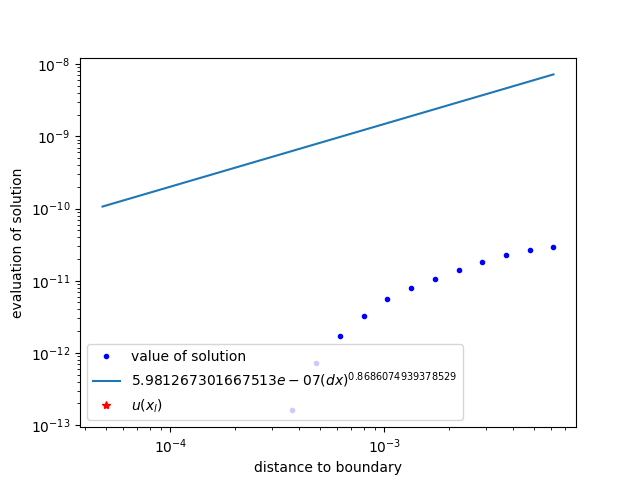 10⁻⁸
10⁻⁹
10⁻¹⁰
10⁻¹¹
10⁻¹²
10⁻¹³
evaluation of solution
value of solution
5.981267301667513e − 07(dx)^0.8686074939378529
u(x_l)
10⁻⁴
10⁻³
distance to boundary